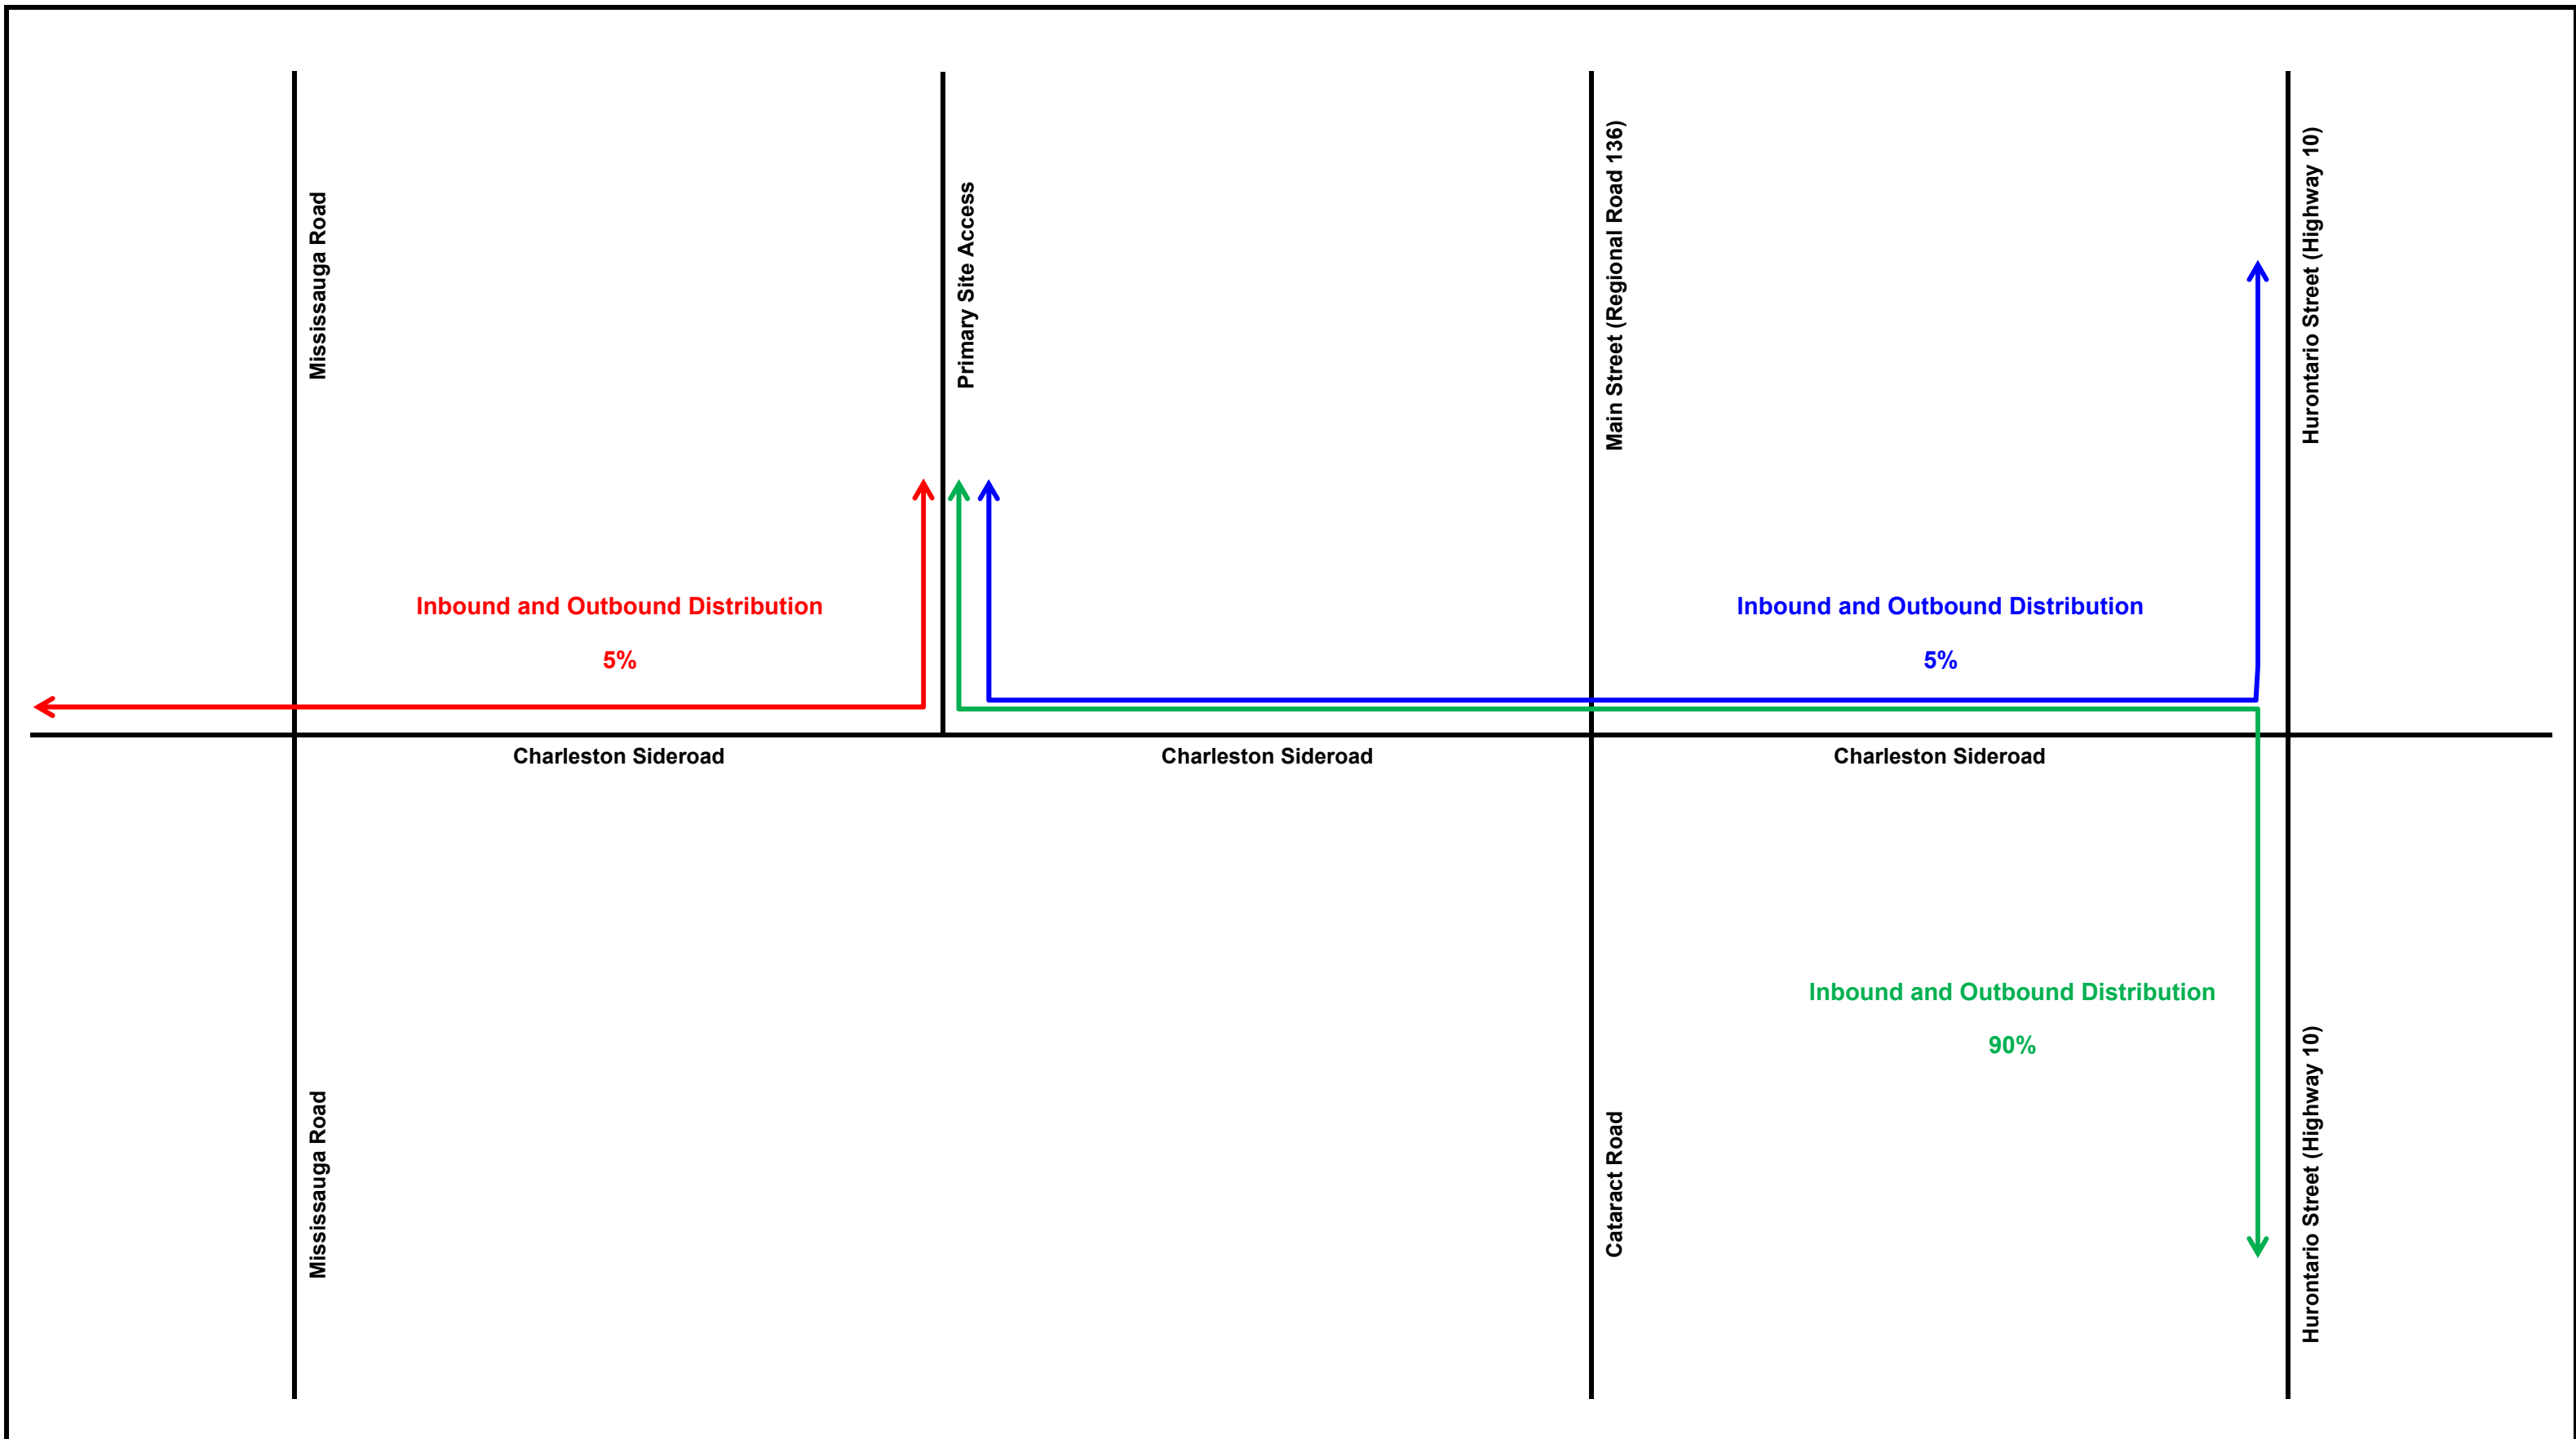 Mississauga Road
Primary Site Access
Main Street (Regional Road 136)
Hurontario Street (Highway 10)
Inbound and Outbound Distribution
5%
Inbound and Outbound Distribution
5%
Charleston Sideroad
Charleston Sideroad
Charleston Sideroad
Inbound and Outbound Distribution
90%
Mississauga Road
Cataract Road
Hurontario Street (Highway 10)